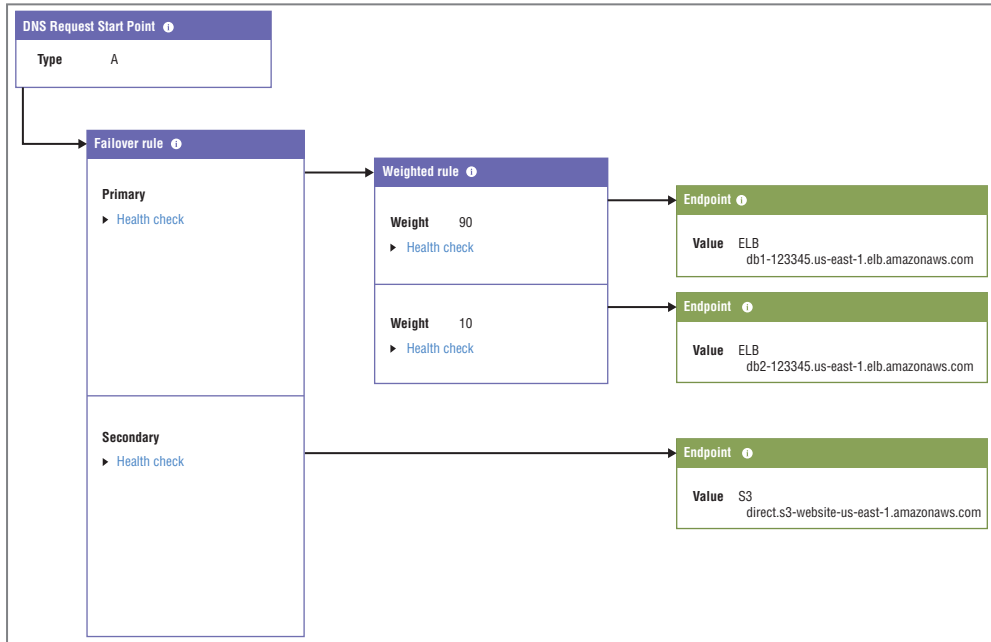 DNS Request Start Point
Type A
Failover rule
Primary
Health check
Secondary
Health check
Weighted rule
Weight 90
Health check
Weight 10
Health check
Endpoint
Value ELB
db1-123345.us-east-1.elb.amazonaws.com
Endpoint
Value ELB
db2-123345.us-east-1.elb.amazonaws.com
Endpoint
Value S3
direct.s3-website-us-east-1.amazonaws.com